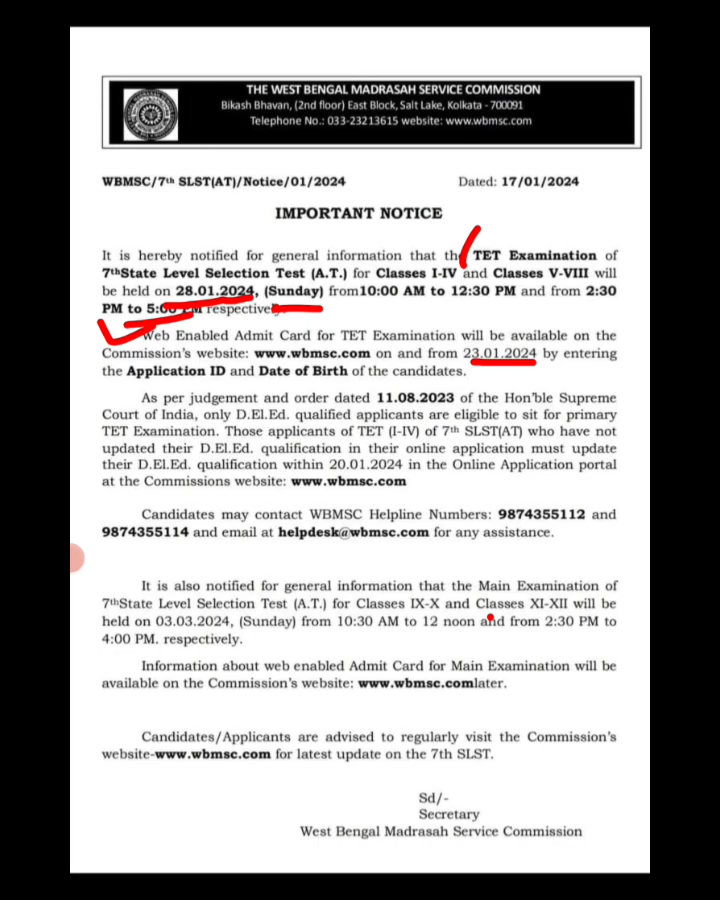 THE WEST BENGAL MADRASAH SERVICE COMMISSION
Bikash Bhavan, (2nd floor) East Block, Salt Lake, Kolkata - 700091
Telephone No.: 033-23213615 website: www.wbmsc.com
WBMSC/7th SLST(AT)/Notice/01/2024 Dated: 17/01/2024
IMPORTANT NOTICE
It is hereby notified for general information that the TET Examination of
7thState Level Selection Test (A.T.) for Classes I-IV and Classes V-VIII will
be held on 28.01.2024, (Sunday) from10:00 AM to 12:30 PM and from 2:30
PM to 5:00 PM respectively.
Web Enabled Admit Card for TET Examination will be available on the
Commission's website: www.wbmsc.com on and from 23.01.2024 by entering
the Application ID and Date of Birth of the candidates.
As per judgement and order dated 11.08.2023 of the Hon'ble Supreme
Court of India, only D.El.Ed. qualified applicants are eligible to sit for primary
TET Examination. Those applicants of TET (I-IV) of 7th SLST(AT) who have not
updated their D.El.Ed. qualification in their online application must update
their D.El.Ed. qualification within 20.01.2024 in the Online Application portal
at the Commissions website: www.wbmsc.com
Candidates may contact WBMSC Helpline Numbers: 9874355112 and
9874355114 and email at helpdesk@wbmsc.com for any assistance.
It is also notified for general information that the Main Examination of
7thState Level Selection Test (A.T.) for Classes IX-X and Classes XI-XII will be
held on 03.03.2024, (Sunday) from 10:30 AM to 12 noon and from 2:30 PM to
4:00 PM. respectively.
Information about web enabled Admit Card for Main Examination will be
available on the Commission's website: www.wbmsc.comlater.
Candidates/Applicants are advised to regularly visit the Commission's
website-www.wbmsc.com for latest update on the 7th SLST.
Sd/-
Secretary
West Bengal Madrasah Service Commission